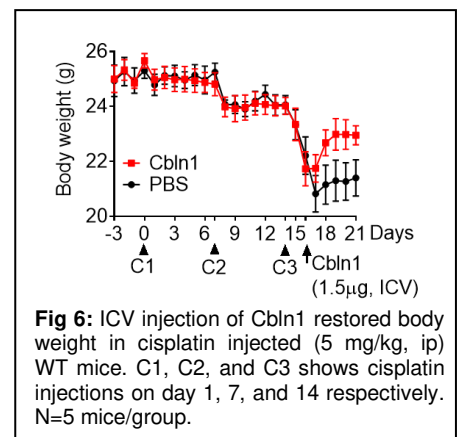 26
24
22
20
Body weight (g)
Cbln1
PBS
-3 0 3 6 9 12 15 18 21 Days
C1 C2 C3 Cbln1
(1.5μg, ICV)
Fig 6: ICV injection of Cbln1 restored body
weight in cisplatin injected (5 mg/kg, ip)
WT mice. C1, C2, and C3 shows cisplatin
injections on day 1, 7, and 14 respectively.
N=5 mice/group.